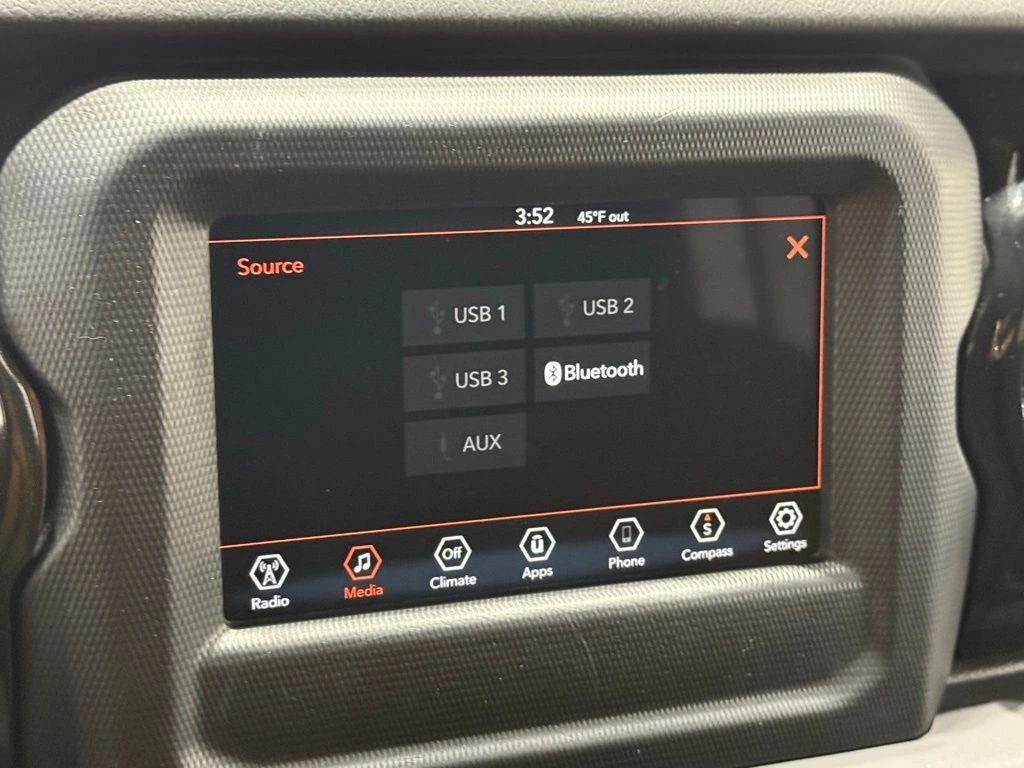 3:52 45°F out
Source X
USB 1 USB 2
USB 3 Bluetooth
AUX
Off ū S
Radio Media Climate Apps Phone Compass Settings